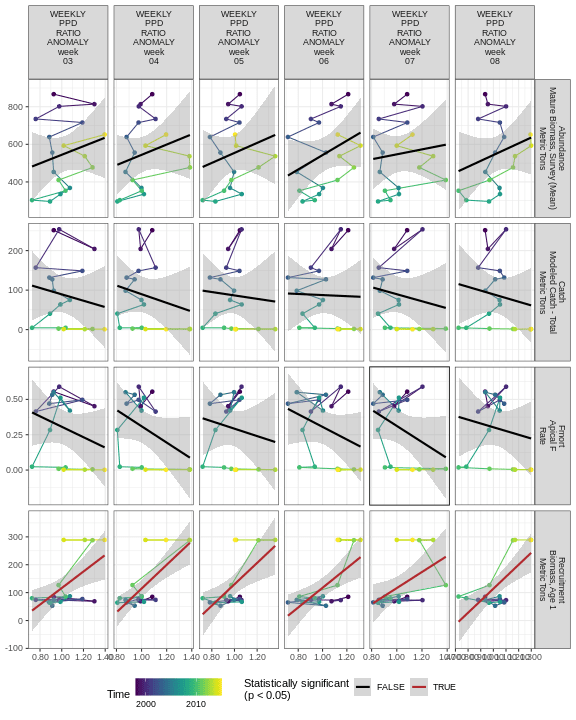 WEEKLY
PPD
RATIO
ANOMALY
week
03
WEEKLY
PPD
RATIO
ANOMALY
week
04
WEEKLY
PPD
RATIO
ANOMALY
week
05
WEEKLY
PPD
RATIO
ANOMALY
week
06
WEEKLY
PPD
RATIO
ANOMALY
week
07
WEEKLY
PPD
RATIO
ANOMALY
week
08
800
600
400
Abundance
Mature Biomass, Survey (Mean)
Metric Tons
200
100
0
Catch
Modeled Catch - Total
Metric Tons
0.50
0.25
0.00
Fmort
Apical F
Rate
300
200
100
0
-100
Recruitment
Biomass, Age 1
Metric Tons
0.80 1.00 1.20
0.80 1.00 1.20
0.80 1.00 1.20
0.80 1.00 1.20
0.80 1.00 1.20
Time
2000 2010
Statistically significant
(p < 0.05)
FALSE
TRUE